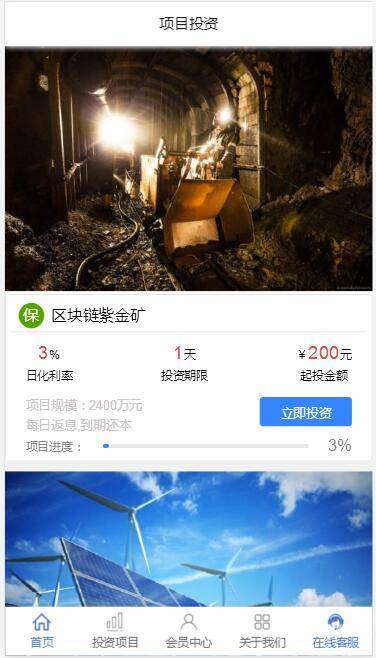 项目投资
保 区块链紫金矿
3% 1天 ¥200元
日化利率 投资期限 起投金额
项目规模：2400万元
每日返息,到期还本
立即投资
项目进度： 3%
首页 投资项目 会员中心 关于我们 在线客服